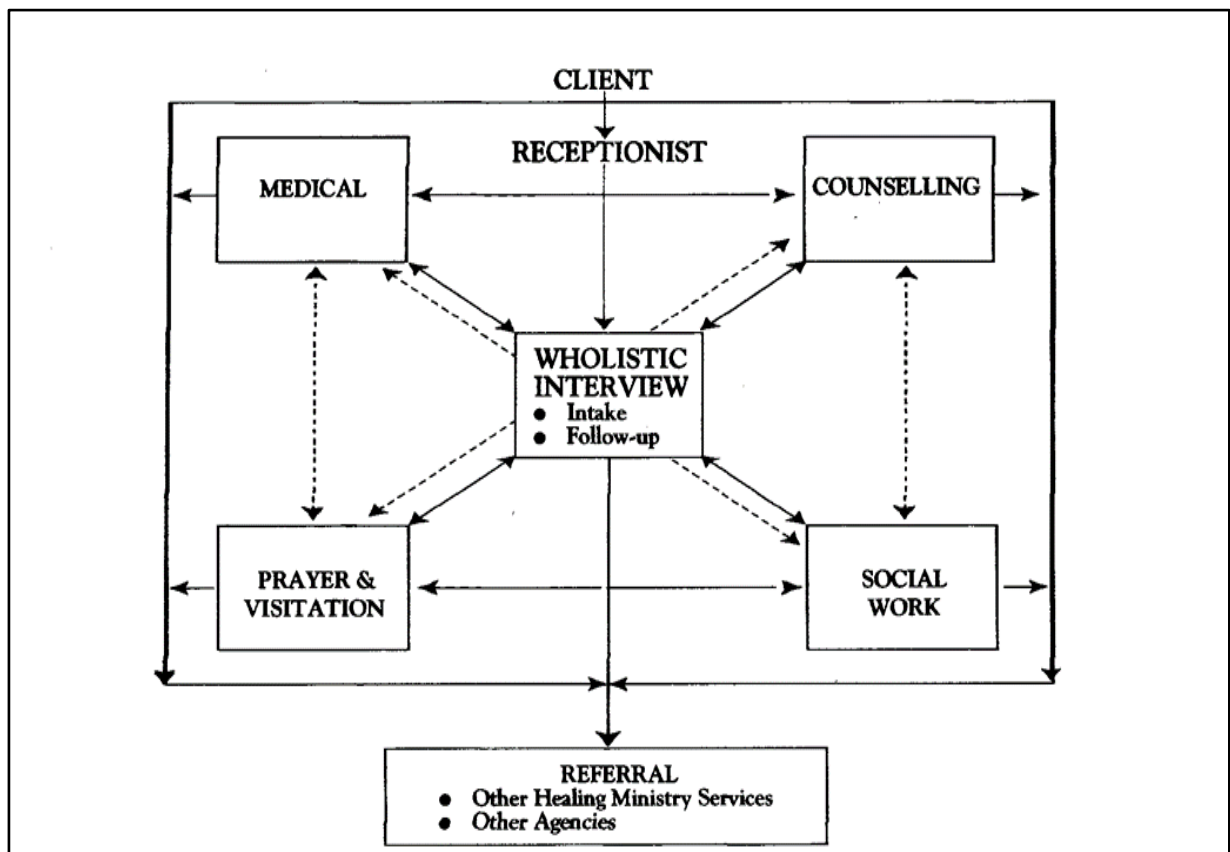 CLIENT
RECEPTIONIST
MEDICAL
COUNSELLING
WHOLISTIC
INTERVIEW
● Intake
● Follow-up
PRAYER &
VISITATION
SOCIAL
WORK
REFERRAL
● Other Healing Ministry Services
● Other Agencies